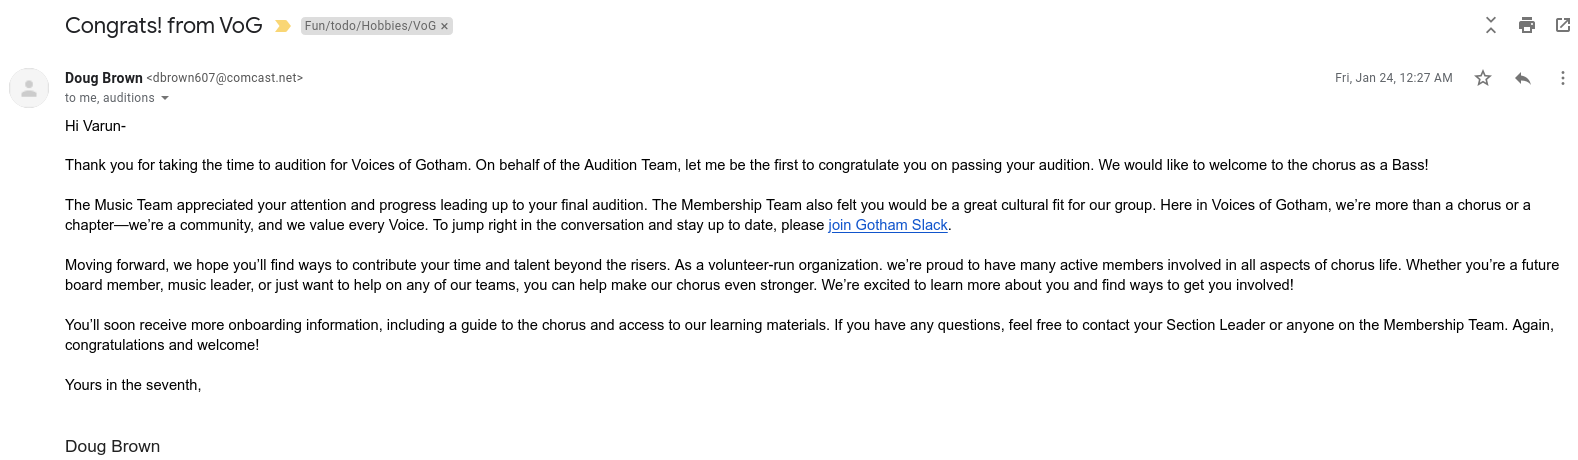 Congrats! from VoG Fun/todo/Hobbies/VoG ×
Doug Brown <dbrown607@comcast.net> Fri, Jan 24, 12:27 AM
to me, auditions
Hi Varun-
Thank you for taking the time to audition for Voices of Gotham. On behalf of the Audition Team, let me be the first to congratulate you on passing your audition. We would like to welcome to the chorus as a Bass!
The Music Team appreciated your attention and progress leading up to your final audition. The Membership Team also felt you would be a great cultural fit for our group. Here in Voices of Gotham, we’re more than a chorus or a
chapter—we’re a community, and we value every Voice. To jump right in the conversation and stay up to date, please join Gotham Slack.
Moving forward, we hope you’ll find ways to contribute your time and talent beyond the risers. As a volunteer-run organization. we’re proud to have many active members involved in all aspects of chorus life. Whether you’re a future
board member, music leader, or just want to help on any of our teams, you can help make our chorus even stronger. We’re excited to learn more about you and find ways to get you involved!
You’ll soon receive more onboarding information, including a guide to the chorus and access to our learning materials. If you have any questions, feel free to contact your Section Leader or anyone on the Membership Team. Again,
congratulations and welcome!
Yours in the seventh,
Doug Brown